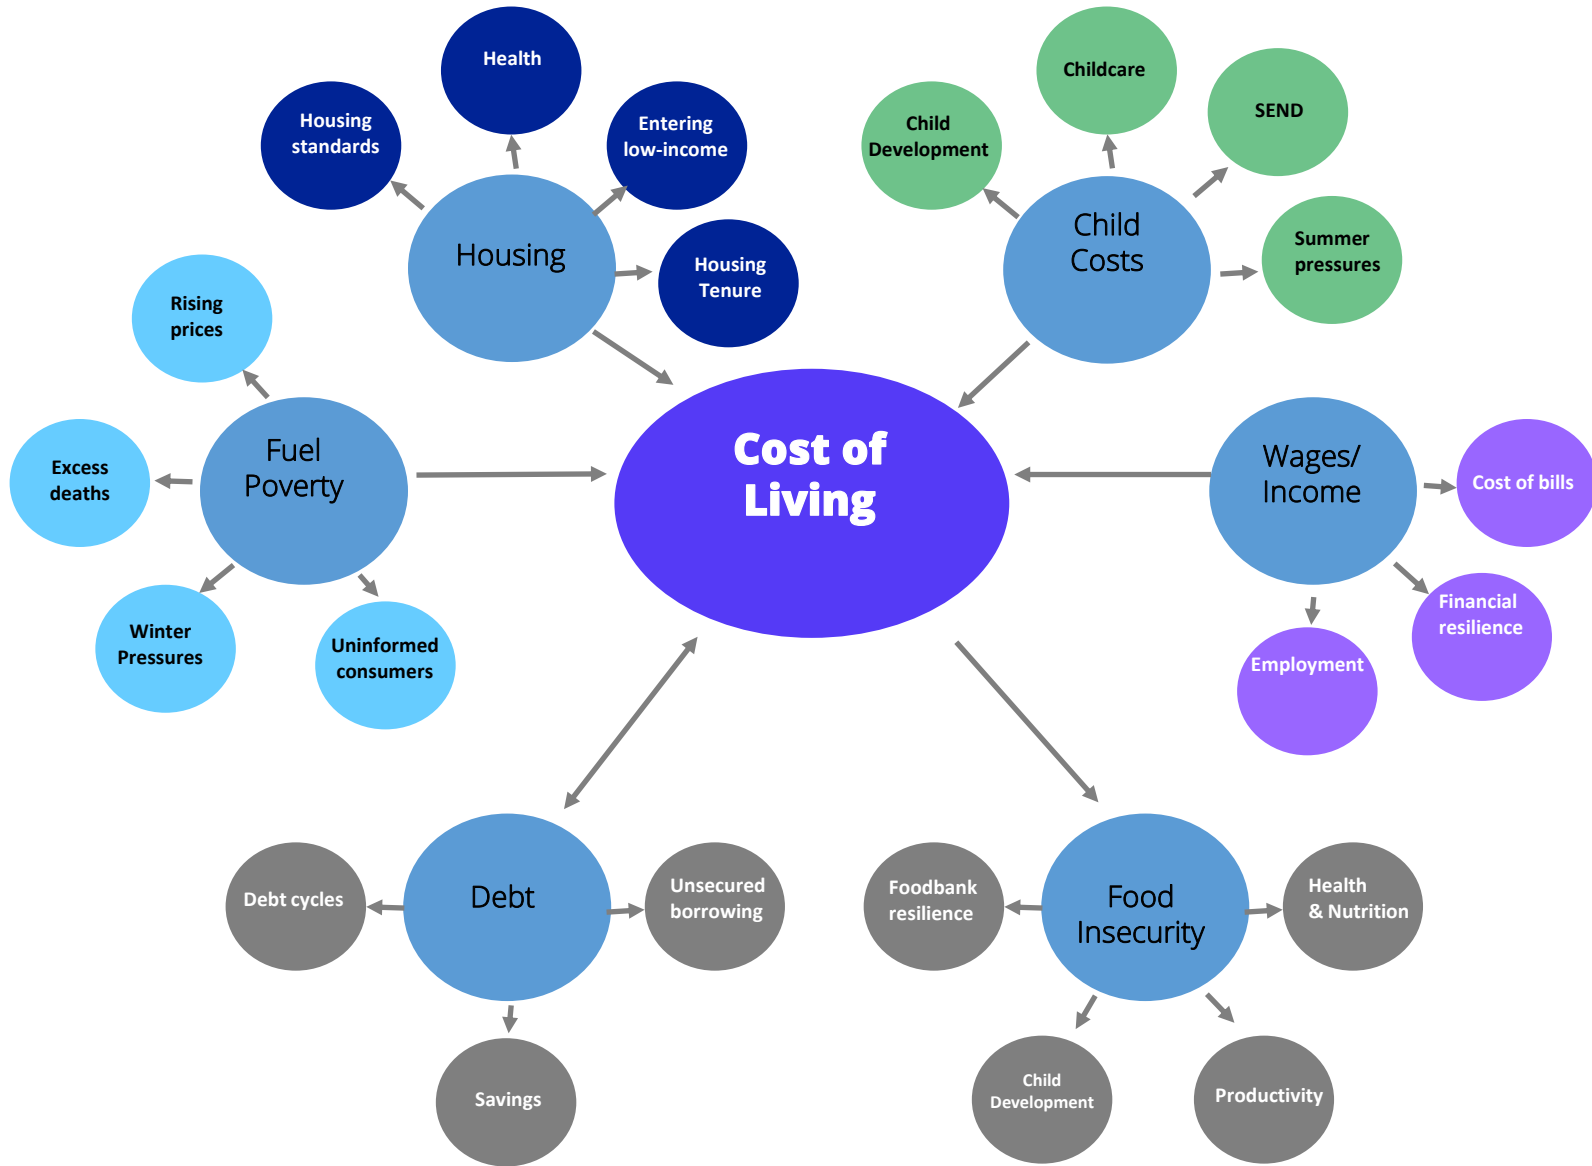 Health
Housing
standards
Entering
low-income
Housing
Housing
Tenure
Childcare
SEND
Child
Development
Child
Costs
Summer
pressures
Rising
prices
Fuel
Poverty
Excess
deaths
Winter
Pressures
Uninformed
consumers
Cost of
Living
Wages/
Income
Cost of bills
Financial
resilience
Employment
Debt cycles
Debt
Unsecured
borrowing
Savings
Foodbank
resilience
Food
Insecurity
Health
& Nutrition
Child
Development
Productivity